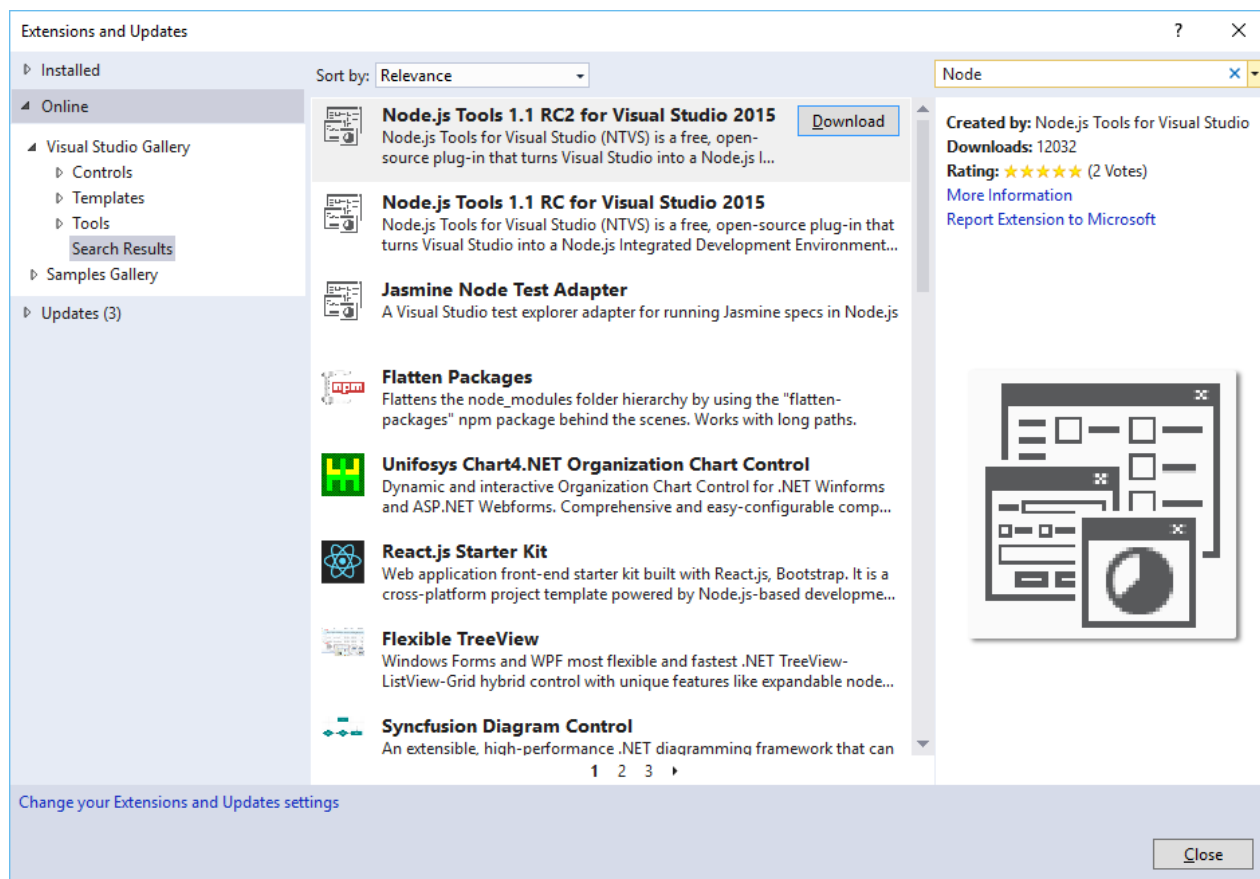 Extensions and Updates
?
Installed
Online
Visual Studio Gallery
Controls
Templates
Tools
Search Results
Samples Gallery
Updates (3)
Sort by: Relevance
Node.js Tools 1.1 RC2 for Visual Studio 2015
Download
Node.js Tools for Visual Studio (NTVS) is a free, open-
source plug-in that turns Visual Studio into a Node.js I...
Node.js Tools 1.1 RC for Visual Studio 2015
Node.js Tools for Visual Studio (NTVS) is a free, open-source plug-in that
turns Visual Studio into a Node.js Integrated Development Environment...
Jasmine Node Test Adapter
A Visual Studio test explorer adapter for running Jasmine specs in Node.js
npm
Flatten Packages
Flattens the node_modules folder hierarchy by using the "flatten-
packages" npm package behind the scenes. Works with long paths.
Unifosys Chart4.NET Organization Chart Control
Dynamic and interactive Organization Chart Control for .NET Winforms
and ASP.NET Webforms. Comprehensive and easy-configurable comp...
React.js Starter Kit
Web application front-end starter kit built with React.js, Bootstrap. It is a
cross-platform project template powered by Node.js-based developme...
Flexible TreeView
Windows Forms and WPF most flexible and fastest .NET TreeView-
ListView-Grid hybrid control with unique features like expandable node...
Syncfusion Diagram Control
An extensible, high-performance .NET diagramming framework that can
1 2 3
Node
Created by: Node.js Tools for Visual Studio
Downloads: 12032
Rating: ★★★★★ (2 Votes)
More Information
Report Extension to Microsoft
Change your Extensions and Updates settings
Close